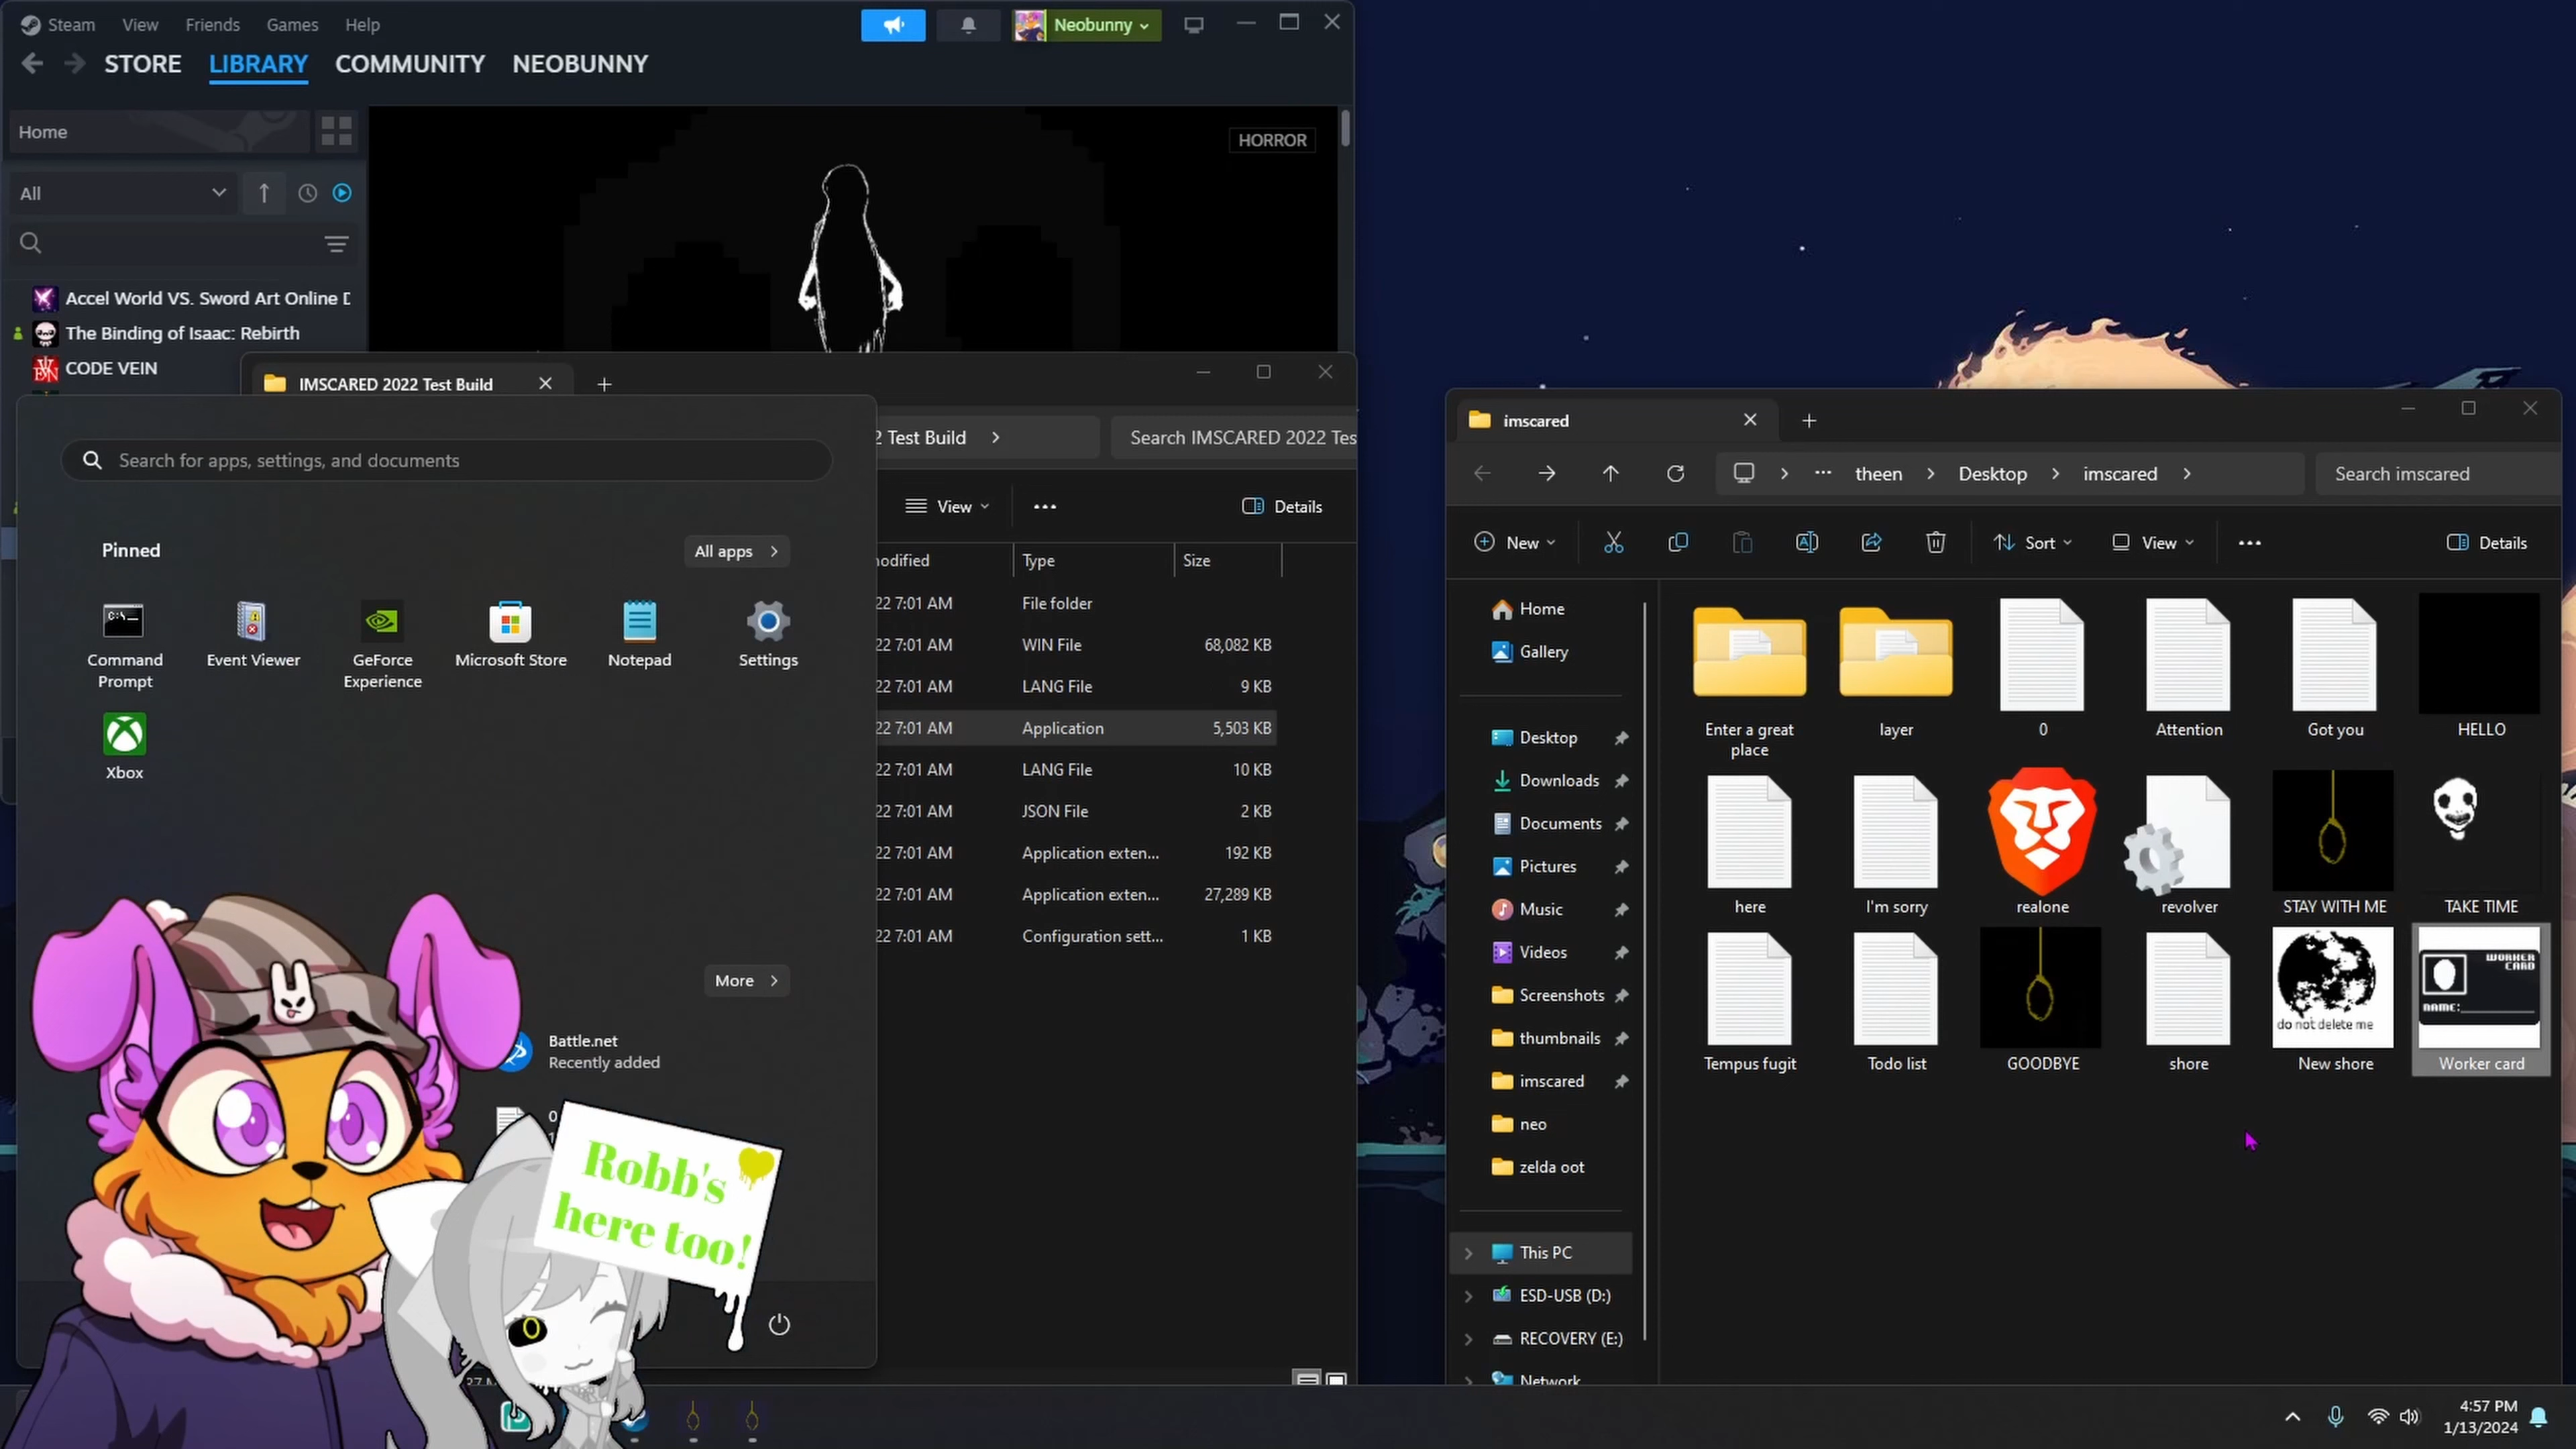 Steam View Friends Games Help
Neobunny
STORE LIBRARY COMMUNITY NEOBUNNY
Home
HORROR
All
Accel World VS. Sword Art Online D
The Binding of Isaac: Rebirth
CODE VEIN
IMSCARED 2022 Test Build
2 Test Build
Search IMSCARED 2022 Tes
View
Details
Type Size
22 7:01 AM File folder
22 7:01 AM WIN File 68,082 KB
22 7:01 AM LANG File 9 KB
22 7:01 AM Application 5,503 KB
22 7:01 AM LANG File 10 KB
22 7:01 AM JSON File 2 KB
22 7:01 AM Application exten... 192 KB
22 7:01 AM Application exten... 27,289 KB
22 7:01 AM Configuration sett... 1 KB
Search for apps, settings, and documents
Pinned
All apps
Command Prompt
Event Viewer
GeForce Experience
Microsoft Store
Notepad
Settings
Xbox
More
Battle.net
Recently added
0
Robb's
here too!
imscared
theen Desktop imscared
Search imscared
New Sort View Details
Home
Gallery
Desktop
Downloads
Documents
Pictures
Music
Videos
Screenshots
thumbnails
imscared
neo
zelda oot
This PC
ESD-USB (D:)
RECOVERY (E:)
Network
Enter a great place
layer
0
Attention
Got you
HELLO
here
I'm sorry
realone
revolver
STAY WITH ME
TAKE TIME
WORKER
CARD
NAME:
do not delete me
Tempus fugit
Todo list
GOODBYE
shore
New shore
Worker card
4:57 PM
1/13/2024